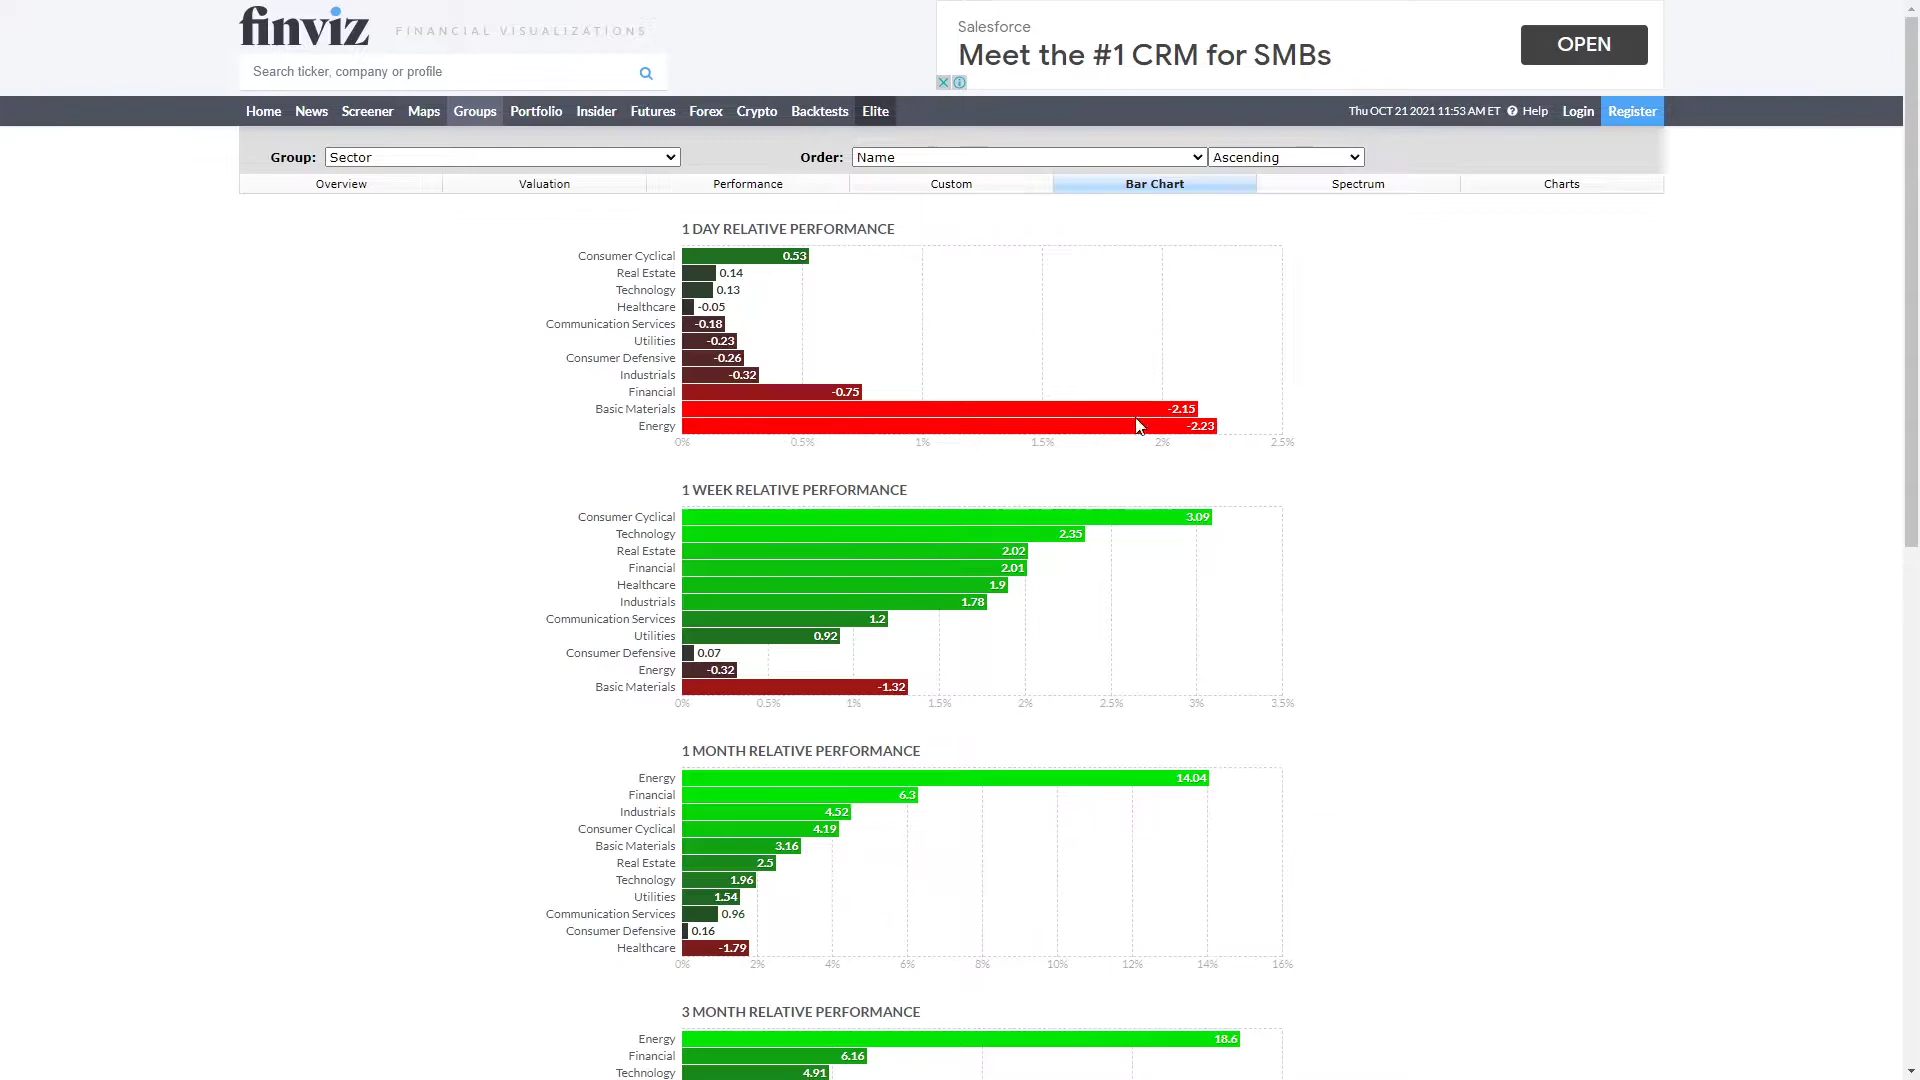 finviz
FINANCIAL VISUALIZATIONS
Search ticker, company or profile
Salesforce
Meet the #1 CRM for SMBs
OPEN
Home News Screener Maps Groups Portfolio Insider Futures Forex Crypto Backtests Elite
Thu OCT 21 2021 11:53 AM ET Help Login Register
Group: Sector
Order: Name Ascending
Overview Valuation Performance Custom Bar Chart Spectrum Charts
1 DAY RELATIVE PERFORMANCE
Consumer Cyclical 0.53
Real Estate 0.14
Technology 0.13
Healthcare -0.05
Communication Services -0.18
Utilities -0.23
Consumer Defensive -0.26
Industrials -0.32
Financial -0.75
Basic Materials -2.15
Energy -2.23
0% 0.5% 1% 1.5% 2% 2.5%
1 WEEK RELATIVE PERFORMANCE
Consumer Cyclical 3.09
Technology 2.35
Real Estate 2.02
Financial 2.01
Healthcare 1.9
Industrials 1.78
Communication Services 1.2
Utilities 0.92
Consumer Defensive 0.07
Energy -0.32
Basic Materials -1.32
0% 0.5% 1% 1.5% 2% 2.5% 3% 3.5%
1 MONTH RELATIVE PERFORMANCE
Energy 14.04
Financial 6.3
Industrials 4.52
Consumer Cyclical 4.19
Basic Materials 3.16
Real Estate 2.5
Technology 1.96
Utilities 1.54
Communication Services 0.96
Consumer Defensive 0.16
Healthcare -1.79
0% 2% 4% 6% 8% 10% 12% 14% 16%
3 MONTH RELATIVE PERFORMANCE
Energy 18.6
Financial 6.16
Technology 4.91